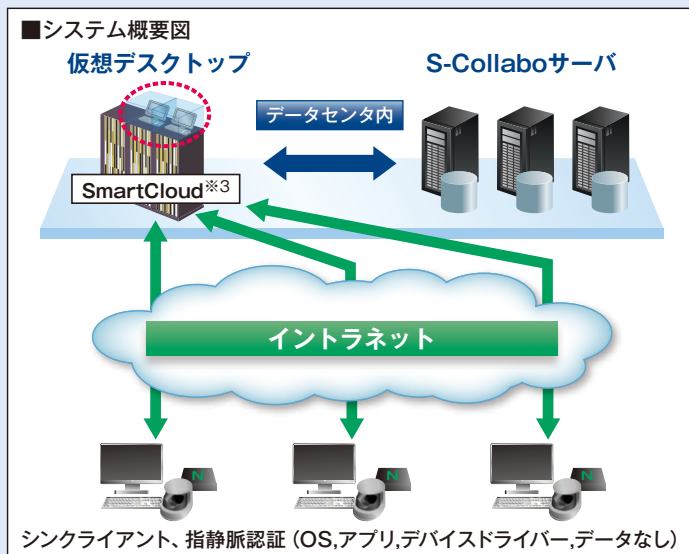 ■システム概要図
仮想デスクトップ
S-Collaboサーバ
データセンタ内
SmartCloud※3
イントラネット
N
N
N
シンクライアント、指静脈認証（OS,アプリ,デバイスドライバー,データなし）